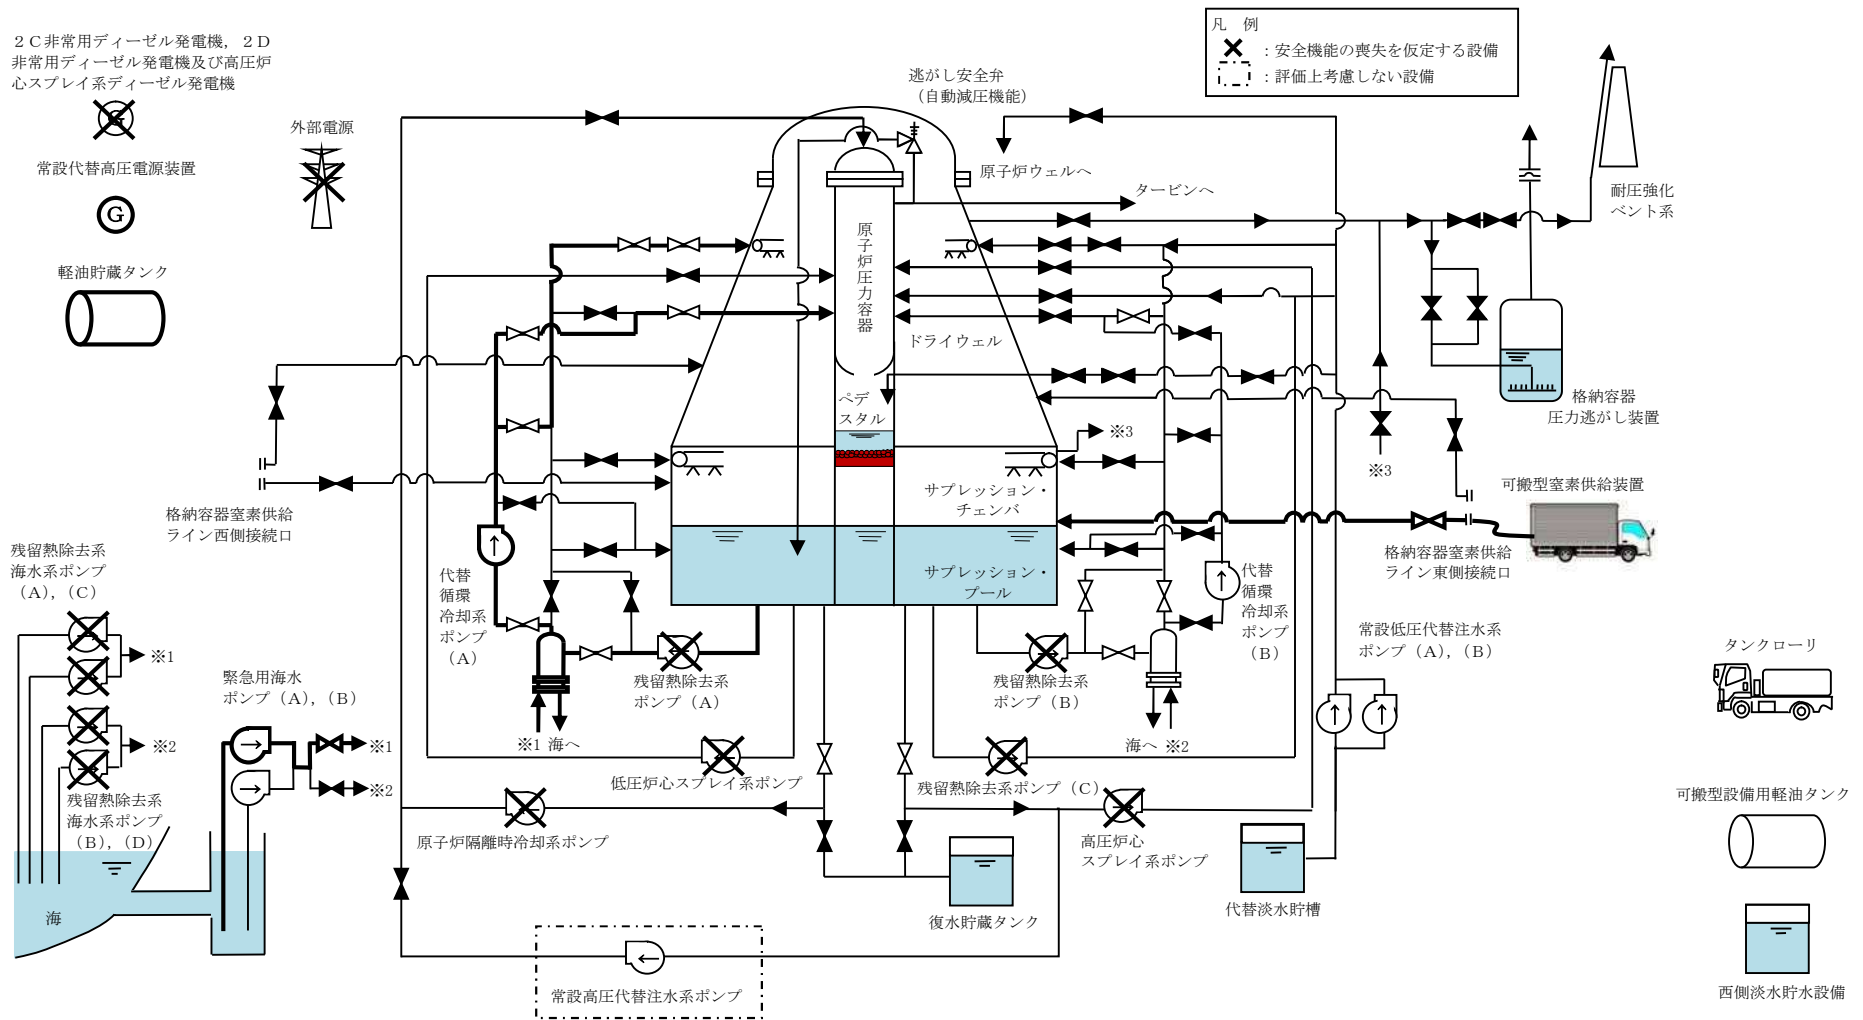 ２Ｃ非常用ディーゼル発電機，２Ｄ
非常用ディーゼル発電機及び高圧炉
心スプレイ系ディーゼル発電機
G
常設代替高圧電源装置
G
軽油貯蔵タンク
外部電源
凡　例
：安全機能の喪失を仮定する設備
：評価上考慮しない設備
逃がし安全弁
（自動減圧機能）
原子炉ウェルへ
タービンへ
耐圧強化
ベント系
原子炉圧力容器
ドライウェル
ペデ
スタル
※3
※3
格納容器
圧力逃がし装置
サプレッション・
チェンバ
サプレッション・
プール
可搬型窒素供給装置
格納容器窒素供給
ライン東側接続口
格納容器窒素供給
ライン西側接続口
残留熱除去系
海水系ポンプ
（A），（C）
※1
※2
残留熱除去系
海水系ポンプ
（B），（D）
海
緊急用海水
ポンプ（A），（B）
※1
※2
代替
循環
冷却系
ポンプ
（A）
残留熱除去系
ポンプ（A）
※1 海へ
残留熱除去系
ポンプ（B）
海へ ※2
代替
循環
冷却系
ポンプ
（B）
常設低圧代替注水系
ポンプ（A），（B）
タンクローリ
低圧炉心スプレイ系ポンプ
残留熱除去系ポンプ（C）
原子炉隔離時冷却系ポンプ
高圧炉心
スプレイ系ポンプ
可搬型設備用軽油タンク
復水貯蔵タンク
代替淡水貯槽
常設高圧代替注水系ポンプ
西側淡水貯水設備